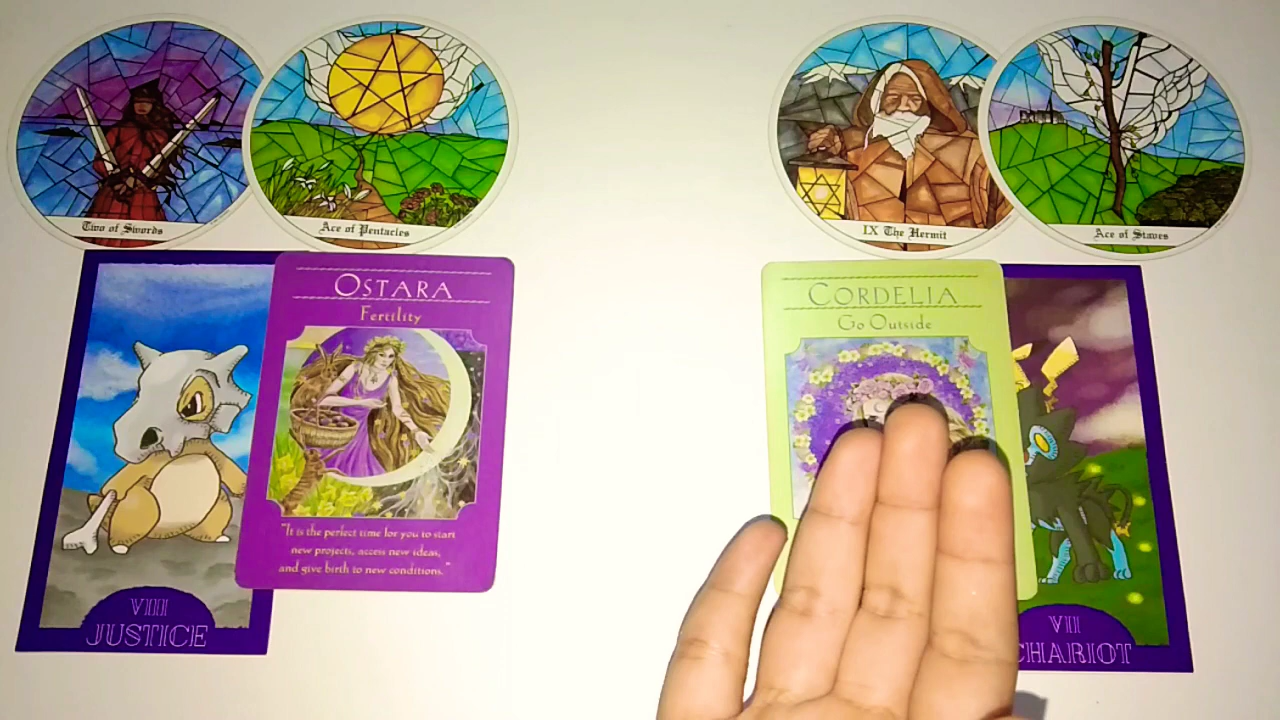 Two of Swords
Ace of Pentacles
IX The Hermit
Ace of Staves
OSTARA
Fertility
"It is the perfect time for you to start
new projects, access new ideas,
and give birth to new conditions."
VIII
JUSTICE
CORDELIA
Go Outside
VII
CHARIOT